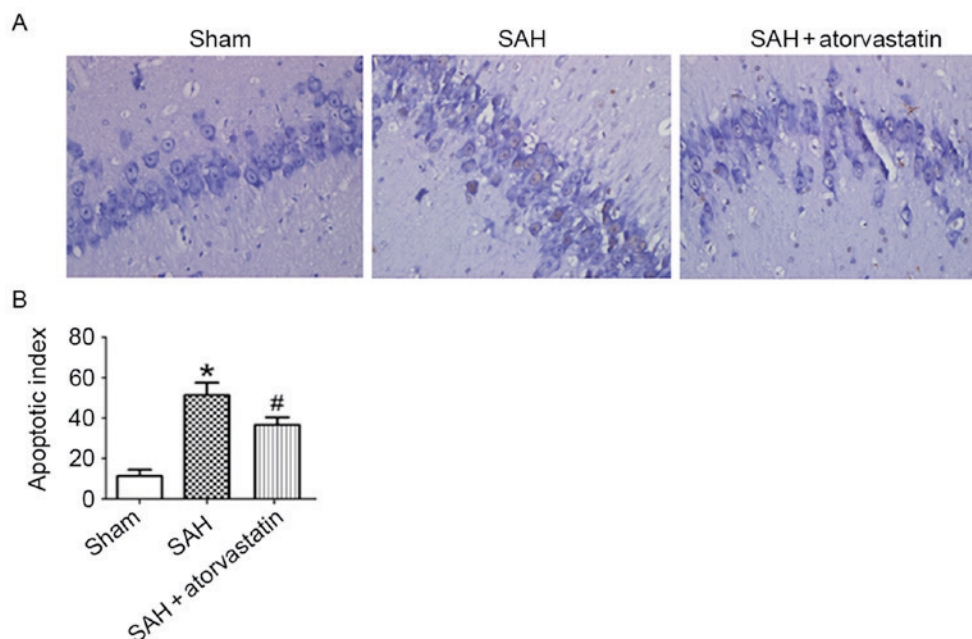 A
Sham SAH SAH + atorvastatin
B
Apoptotic index
80
60
40
20
0
*
#
Sham
SAH
SAH + atorvastatin